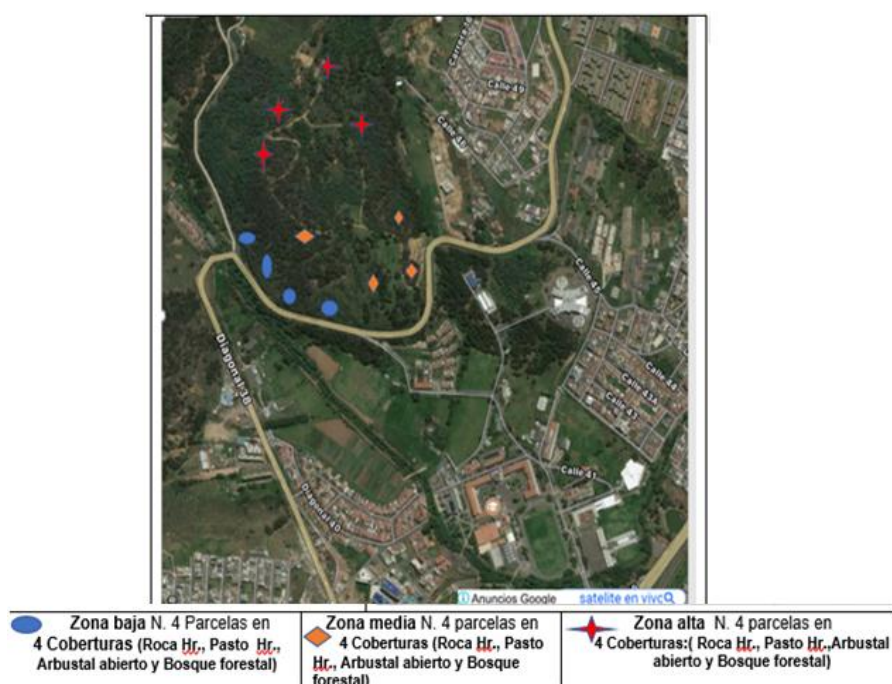 Carrera 16
Calle 49
Calle 45
Calle 44
Calle 43A
Calle 43
Calle 41
Diagonal 38
Diagonal 40
Anuncios Google
satelite en vivo
Zona baja N. 4 Parcelas en
4 Coberturas (Roca Hr., Pasto Hr.,
Arbustal abierto y Bosque forestal)
Zona media N. 4 parcelas en
4 Coberturas (Roca Hr., Pasto
Hr., Arbustal abierto y Bosque
forestal)
Zona alta N. 4 parcelas en
4 Coberturas:( Roca Hr., Pasto Hr.,Arbustal
abierto y Bosque forestal)